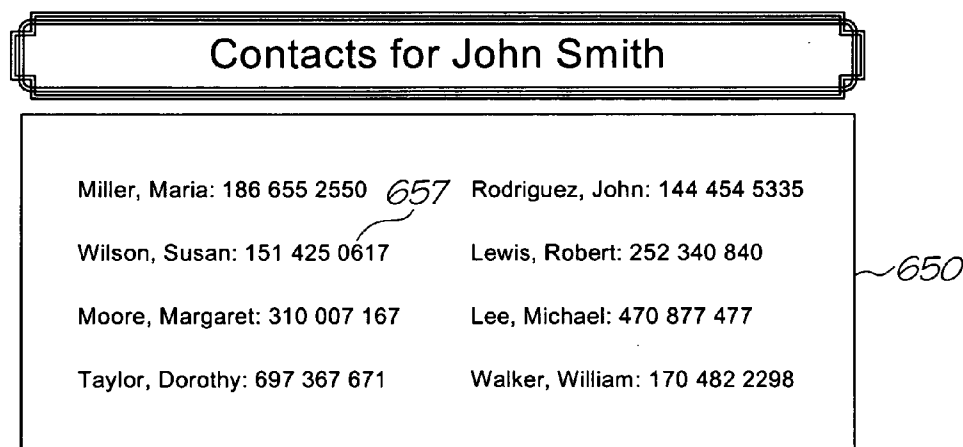 Contacts for John Smith
Miller, Maria: 186 655 2550 657 Rodriguez, John: 144 454 5335
Wilson, Susan: 151 425 0617 Lewis, Robert: 252 340 840
650
Moore, Margaret: 310 007 167 Lee, Michael: 470 877 477
Taylor, Dorothy: 697 367 671 Walker, William: 170 482 2298